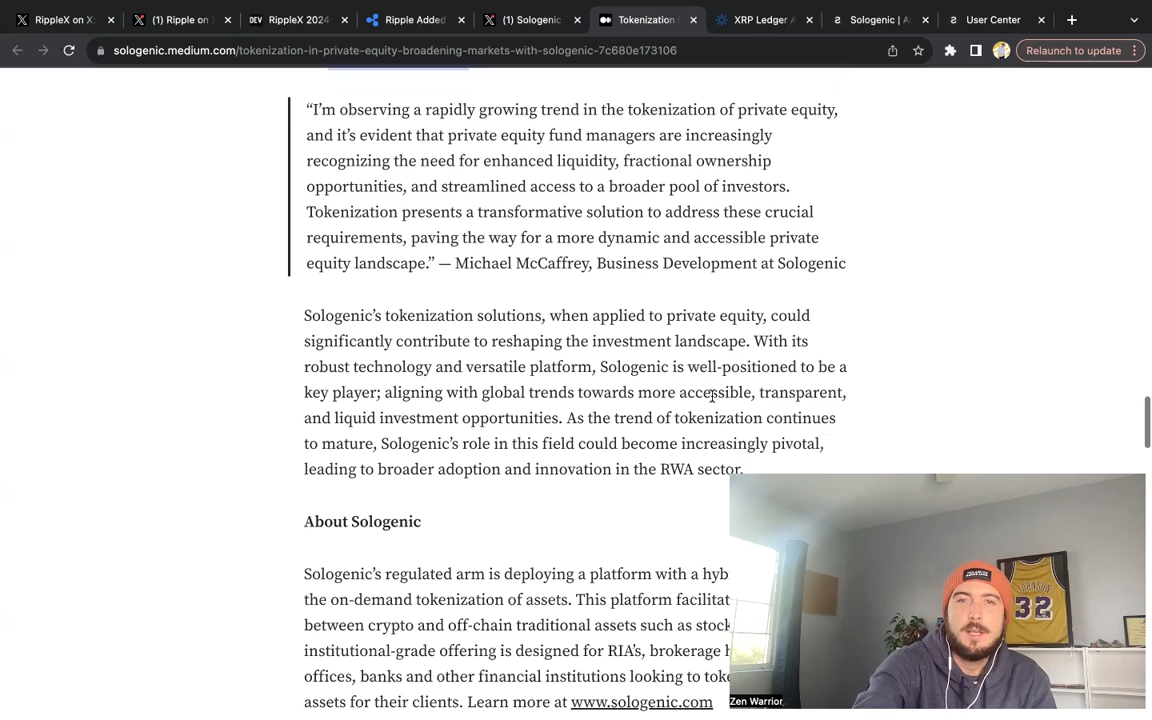 RippleX on X:
(1) Ripple on
DEV
RippleX 2024:
Ripple Added
(1) Sologenic
Tokenization
XRP Ledger
Sologenic | A
User Center
sologenic.medium.com/tokenization-in-private-equity-broadening-markets-with-sologenic-7c680e173106
Relaunch to update
“I’m observing a rapidly growing trend in the tokenization of private equity,
and it’s evident that private equity fund managers are increasingly
recognizing the need for enhanced liquidity, fractional ownership
opportunities, and streamlined access to a broader pool of investors.
Tokenization presents a transformative solution to address these crucial
requirements, paving the way for a more dynamic and accessible private
equity landscape.” — Michael McCaffrey, Business Development at Sologenic
Sologenic’s tokenization solutions, when applied to private equity, could
significantly contribute to reshaping the investment landscape. With its
robust technology and versatile platform, Sologenic is well-positioned to be a
key player; aligning with global trends towards more accessible, transparent,
and liquid investment opportunities. As the trend of tokenization continues
to mature, Sologenic’s role in this field could become increasingly pivotal,
leading to broader adoption and innovation in the RWA sector.
About Sologenic
Sologenic’s regulated arm is deploying a platform with a hyb
the on-demand tokenization of assets. This platform facilitat
between crypto and off-chain traditional assets such as stock
institutional-grade offering is designed for RIA’s, brokerage h
offices, banks and other financial institutions looking to toke
assets for their clients. Learn more at www.sologenic.com
32
Zen Warrior